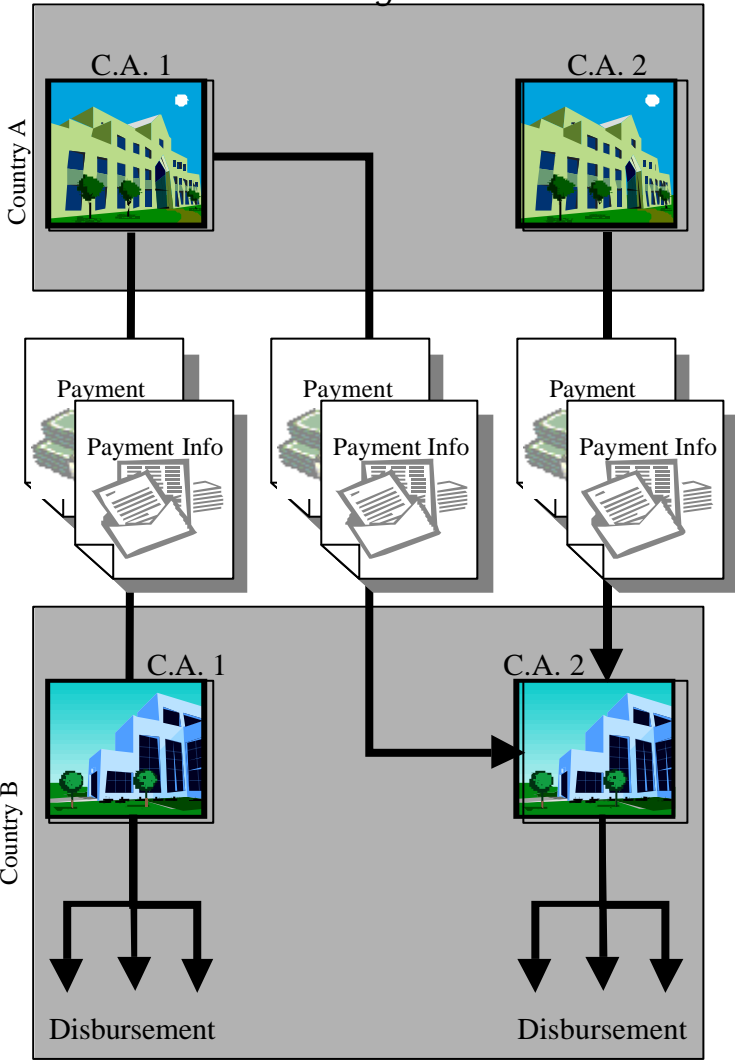 C.A. 1
C.A. 2
Country A
Payment
Payment
Payment
Payment Info
Payment Info
Payment Info
C.A. 1
C.A. 2
Country B
Disbursement
Disbursement